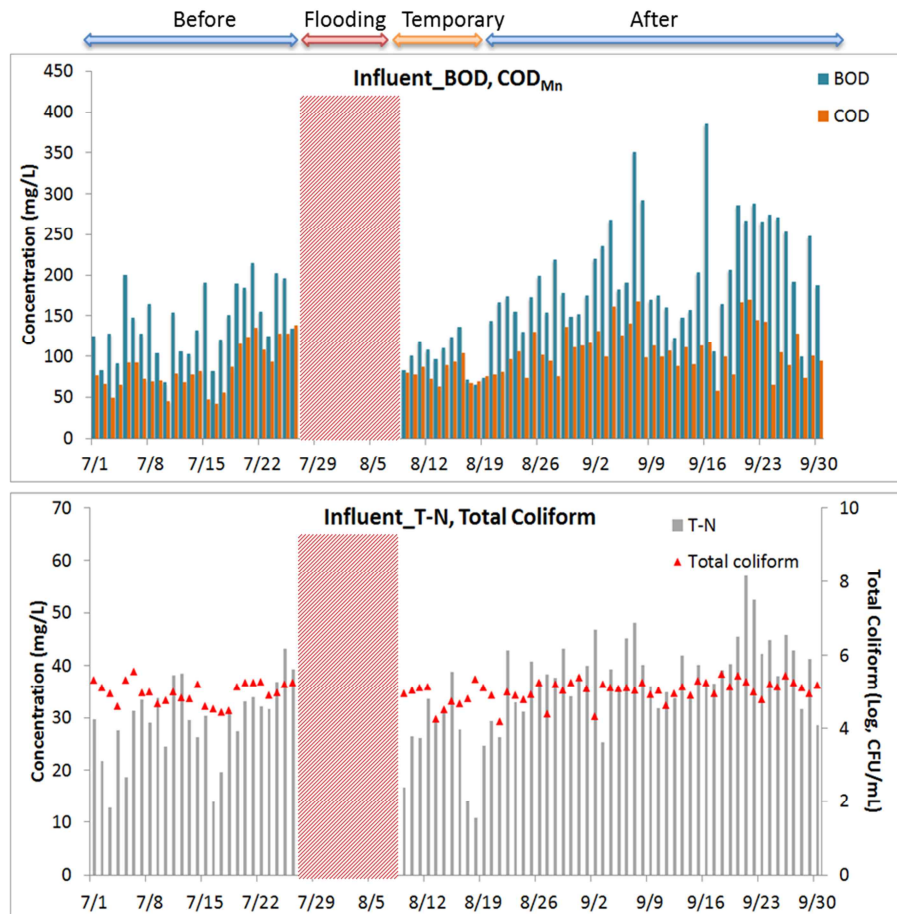 Before Flooding Temporary After
Influent_BOD, CODMn
BOD
COD
Concentration (mg/L)
450
400
350
300
250
200
150
100
50
0
7/1 7/8 7/15 7/22 7/29 8/5 8/12 8/19 8/26 9/2 9/9 9/16 9/23 9/30
Influent_T-N, Total Coliform
T-N
Total coliform
Concentration (mg/L)
70
60
50
40
30
20
10
0
Total Coliform (Log, CFU/mL)
10
8
6
4
2
0
7/1 7/8 7/15 7/22 7/29 8/5 8/12 8/19 8/26 9/2 9/9 9/16 9/23 9/30